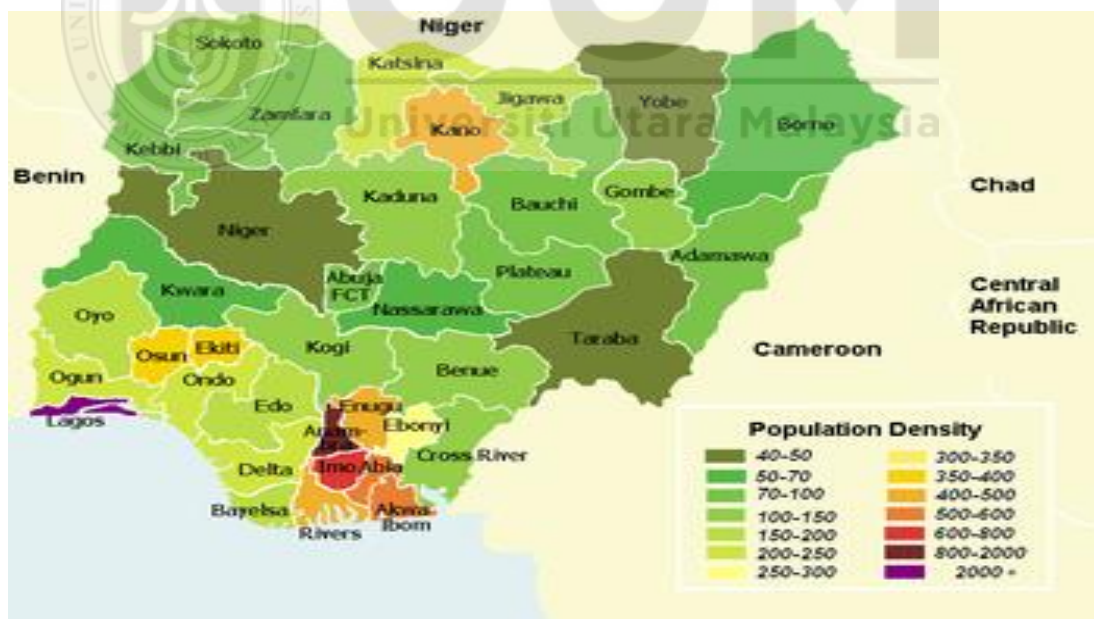 Niger
Sokoto
Katsina
Jigawa
Yobe
Borno
Zamfara
Kano
Universiti Utara Malaysia
Kebbi
Benin
Chad
Kaduna
Gombe
Bauchi
Niger
Adamawa
Plateau
Abuja
FCT
Kwara
Nassarawa
Central
African
Republic
Oyo
Taraba
Cameroon
Osun
Ekiti
Kogi
Benue
Ogun
Ondo
Edo
Enugu
Ebonyi
Lagos
Anam-
bra
Cross River
Delta
Imo
Abia
Bayelsa
Akwa
Ibom
Rivers
Population Density
40-50
50-70
70-100
100-150
150-200
200-250
250-300
300-350
350-400
400-500
500-600
600-800
800-2000
2000 +